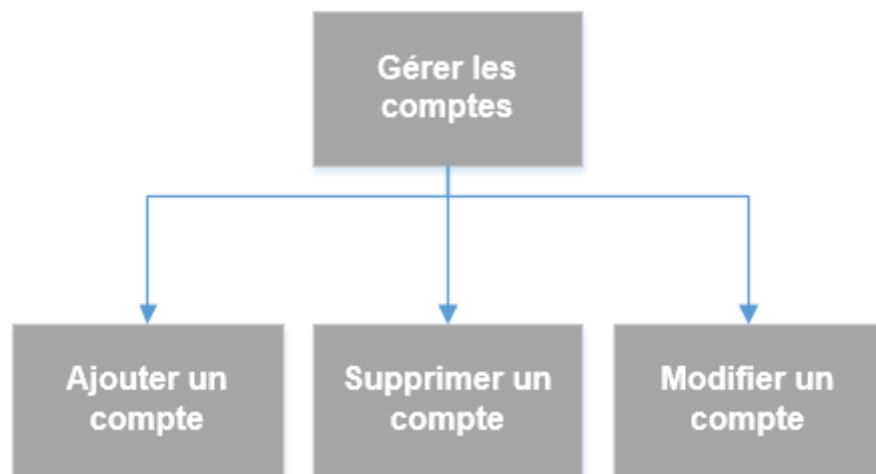 Gérer les
comptes
Ajouter un
compte
Supprimer un
compte
Modifier un
compte